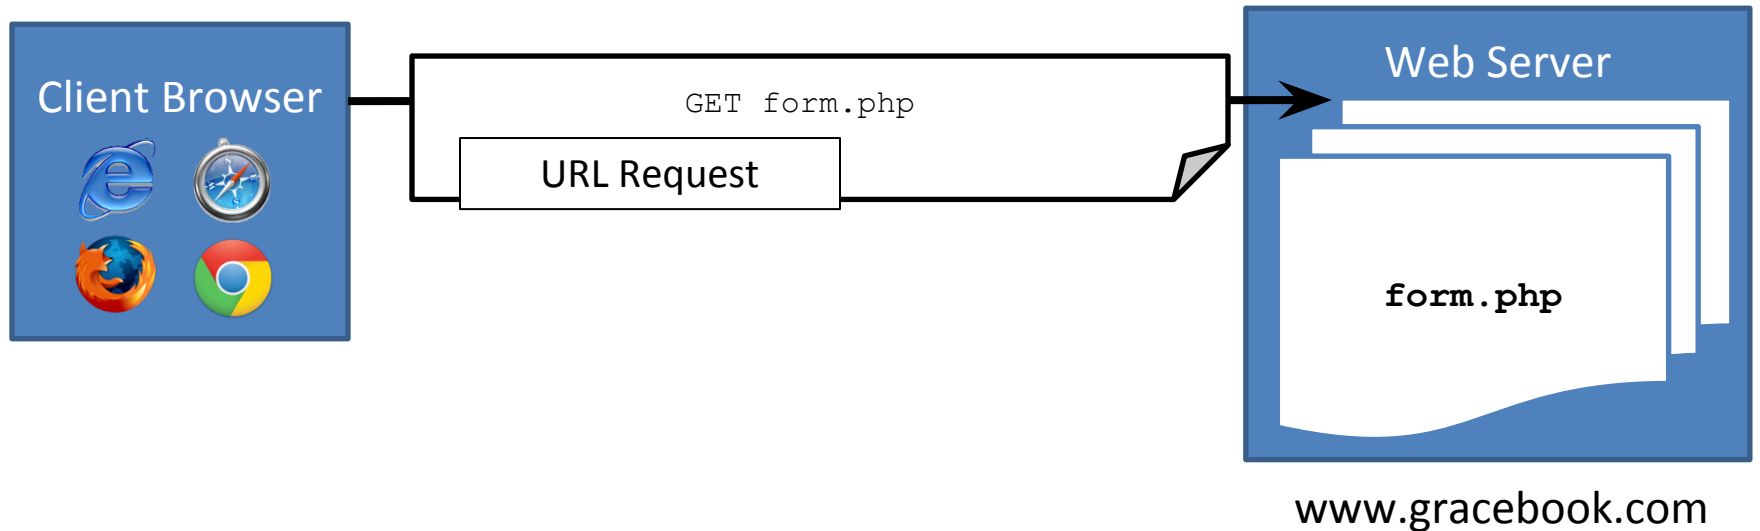 Client Browser
GET form.php
URL Request
Web Server
form.php
www.gracebook.com